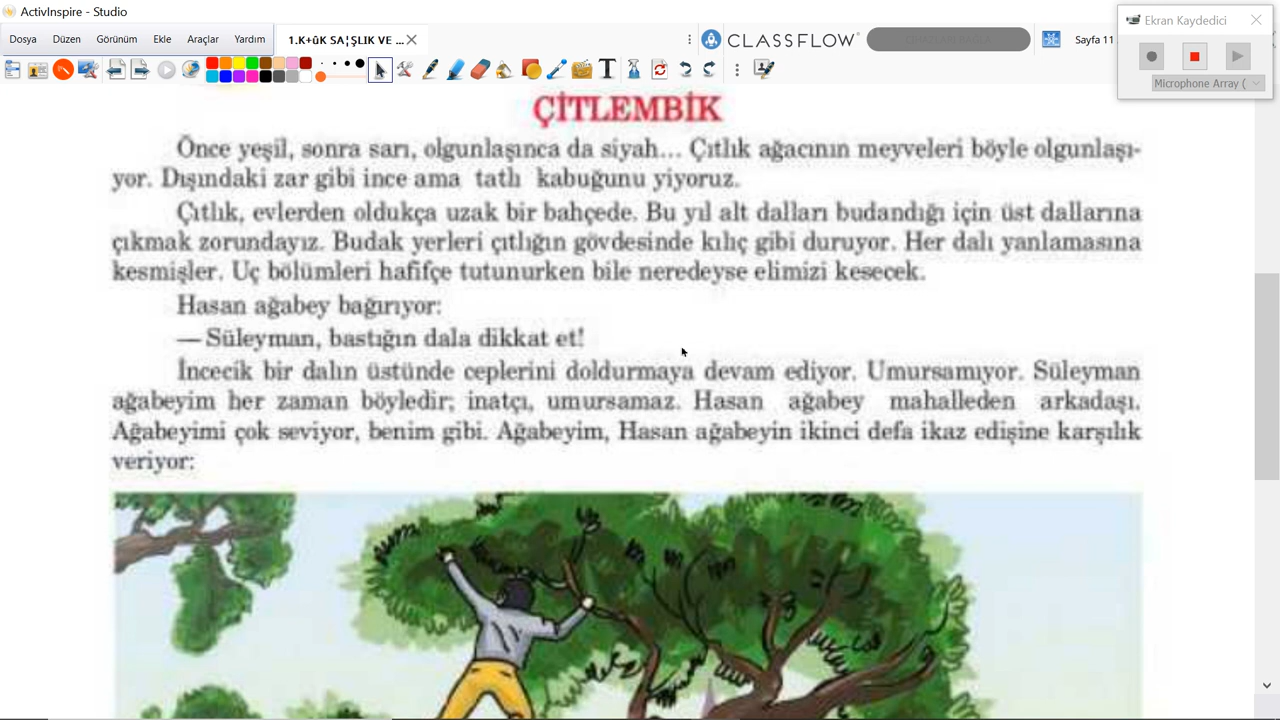 ActivInspire - Studio
Dosya Düzen Görünüm Ekle Araçlar Yardım
CLASSFLOW
Sayfa 11
Ekran Kaydedici
Microphone Array (
ÇİTLEMBİK
Önce yeşil, sonra sarı, olgunlaşınca da siyah... Çıtlık ağacının meyveleri böyle olgunlaşı-
yor. Dışındaki zar gibi ince ama tatlı kabuğunu yiyoruz.
Çıtlık, evlerden oldukça uzak bir bahçede. Bu yıl alt dalları budandığı için üst dallarına
çıkmak zorundayız. Budak yerleri çıtlığın gövdesinde kılıç gibi duruyor. Her dalı yanlamasına
kesmişler. Uç bölümleri hafifçe tutunurken bile neredeyse elimizi kesecek.
Hasan ağabey bağırıyor:
— Süleyman, bastığın dala dikkat et!
İncecik bir dalın üstünde ceplerini doldurmaya devam ediyor. Umursamıyor. Süleyman
ağabeyim her zaman böyledir; inatçı, umursamaz. Hasan ağabey mahalleden arkadaşı.
Ağabeyimi çok seviyor, benim gibi. Ağabeyim, Hasan ağabeyin ikinci defa ikaz edişine karşılık
veriyor: